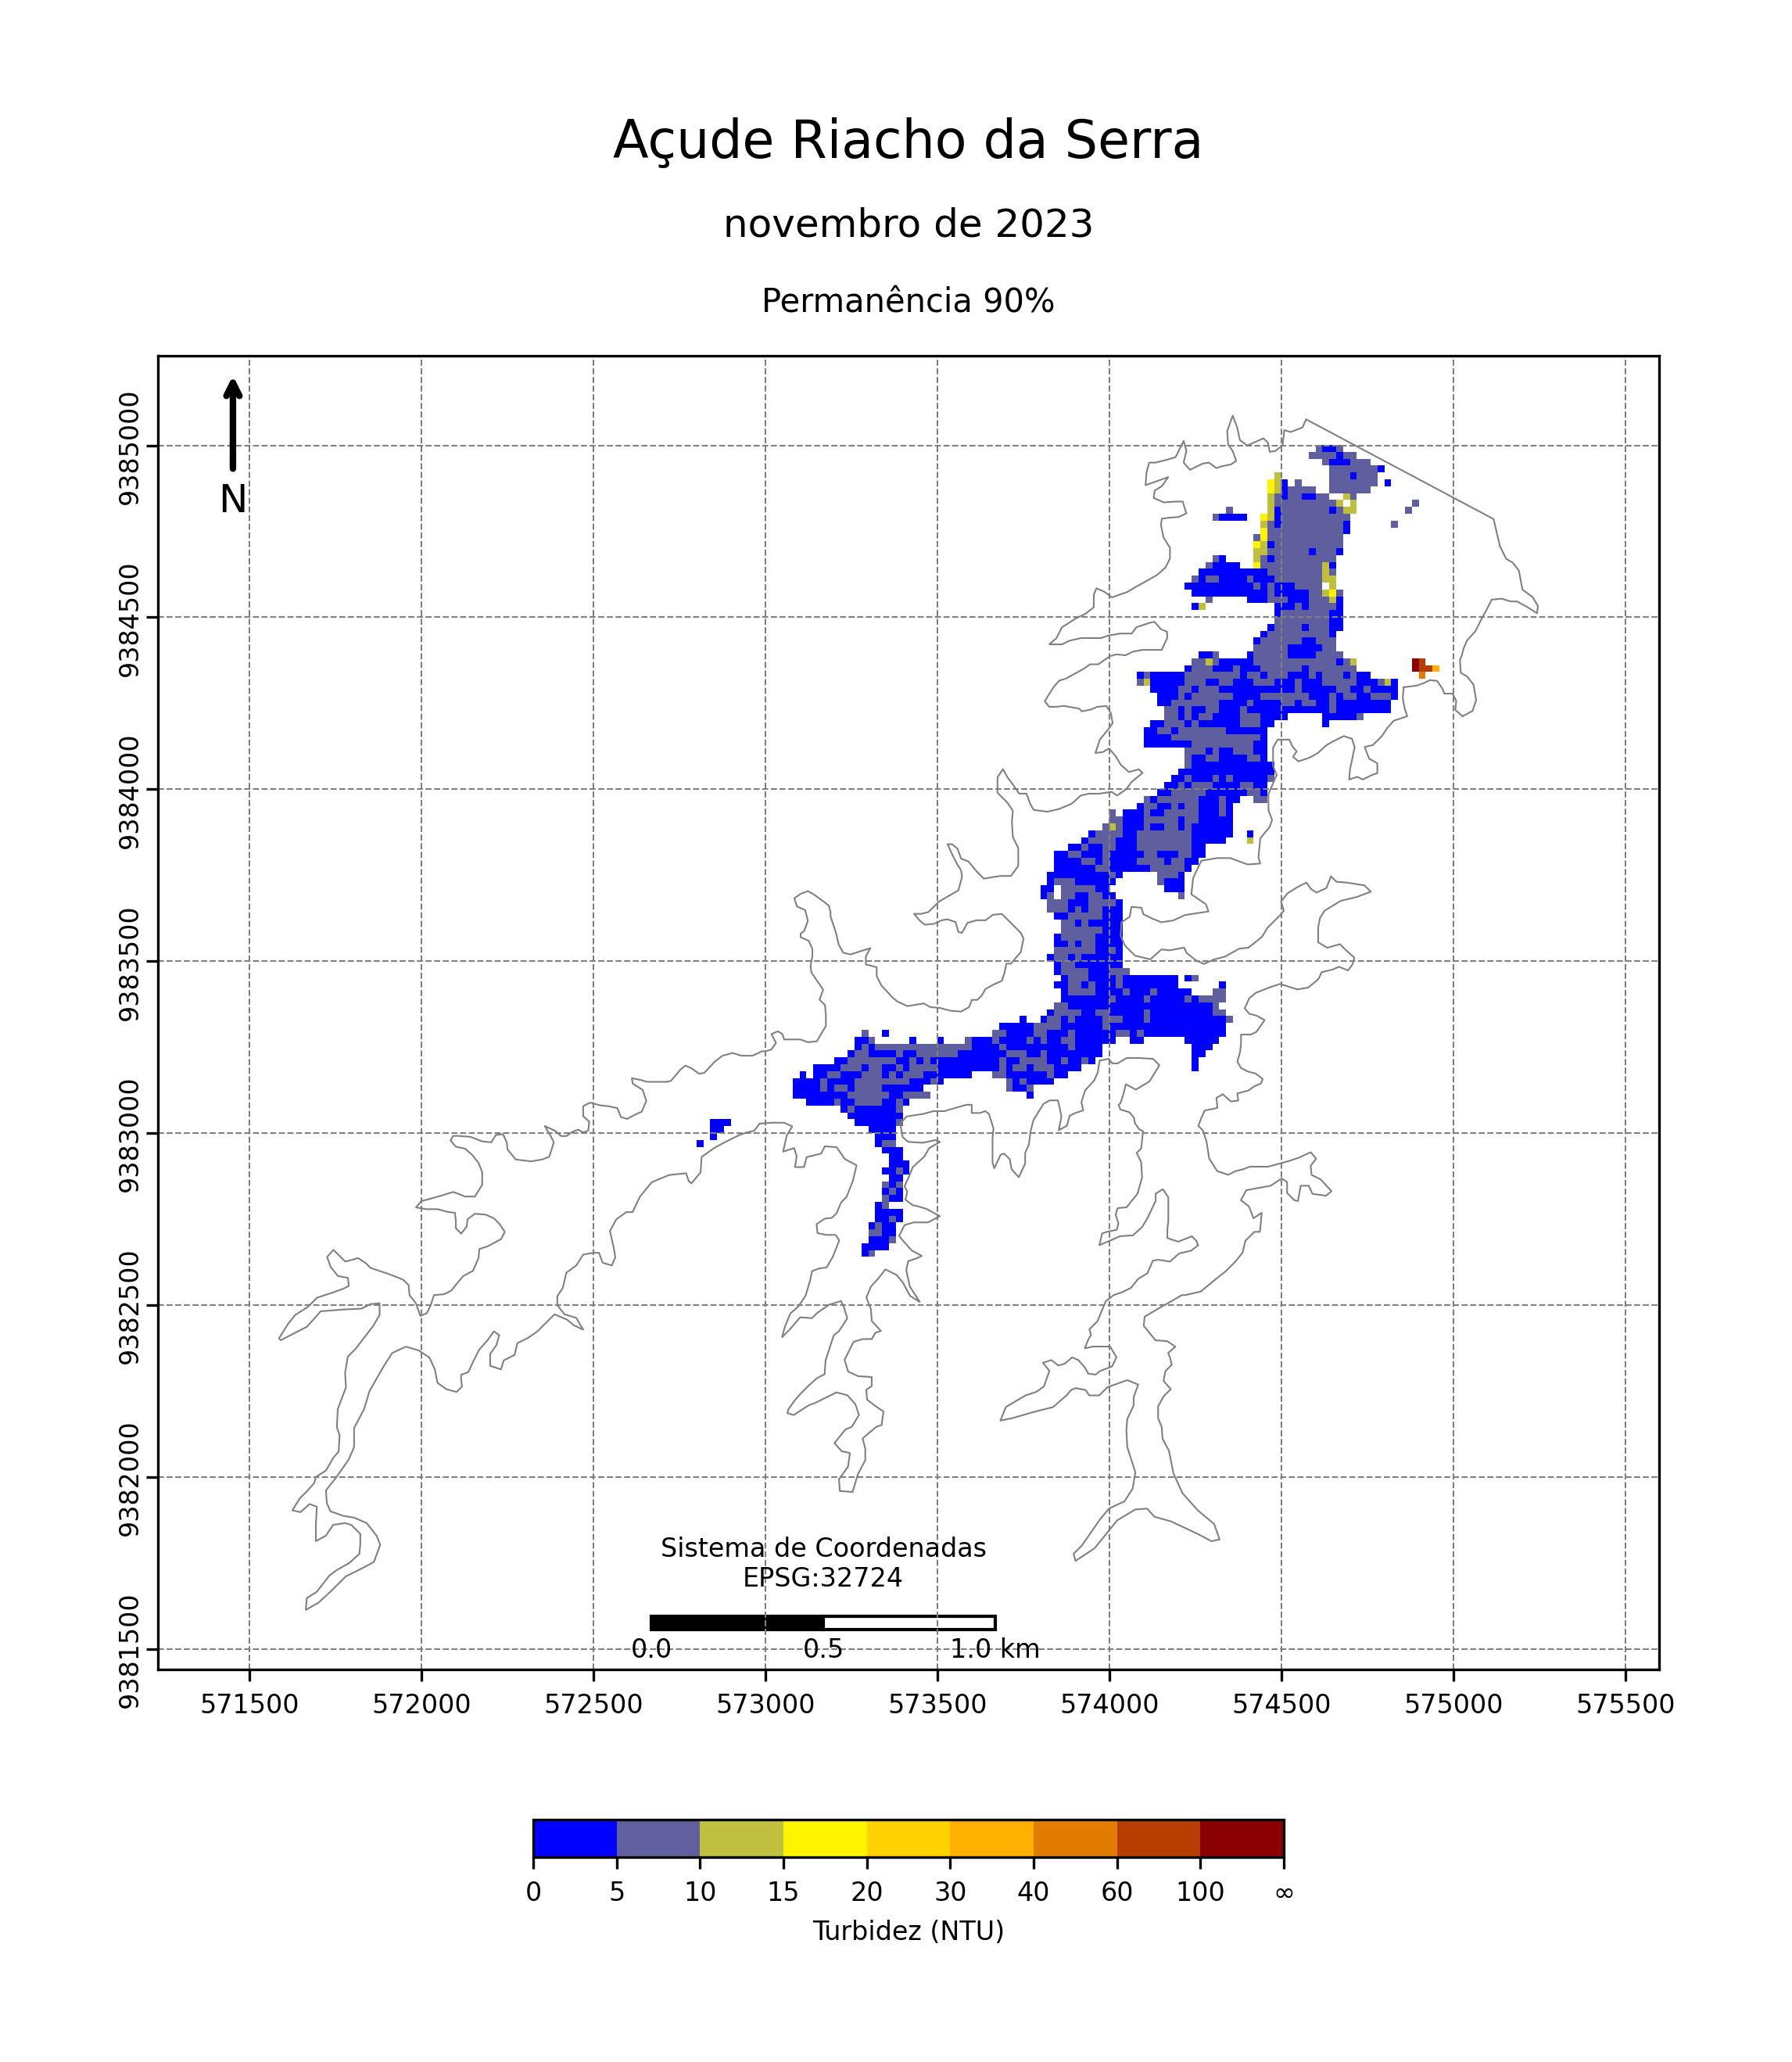 Açude Riacho da Serra
novembro de 2023
Permanência 90%
N
9385000
9384500
9384000
9383500
9383000
9382500
9382000
9381500
Sistema de Coordenadas
EPSG:32724
0.0 0.5 1.0 km
571500 572000 572500 573000 573500 574000 574500 575000 575500
0 5 10 15 20 30 40 60 100 ∞
Turbidez (NTU)